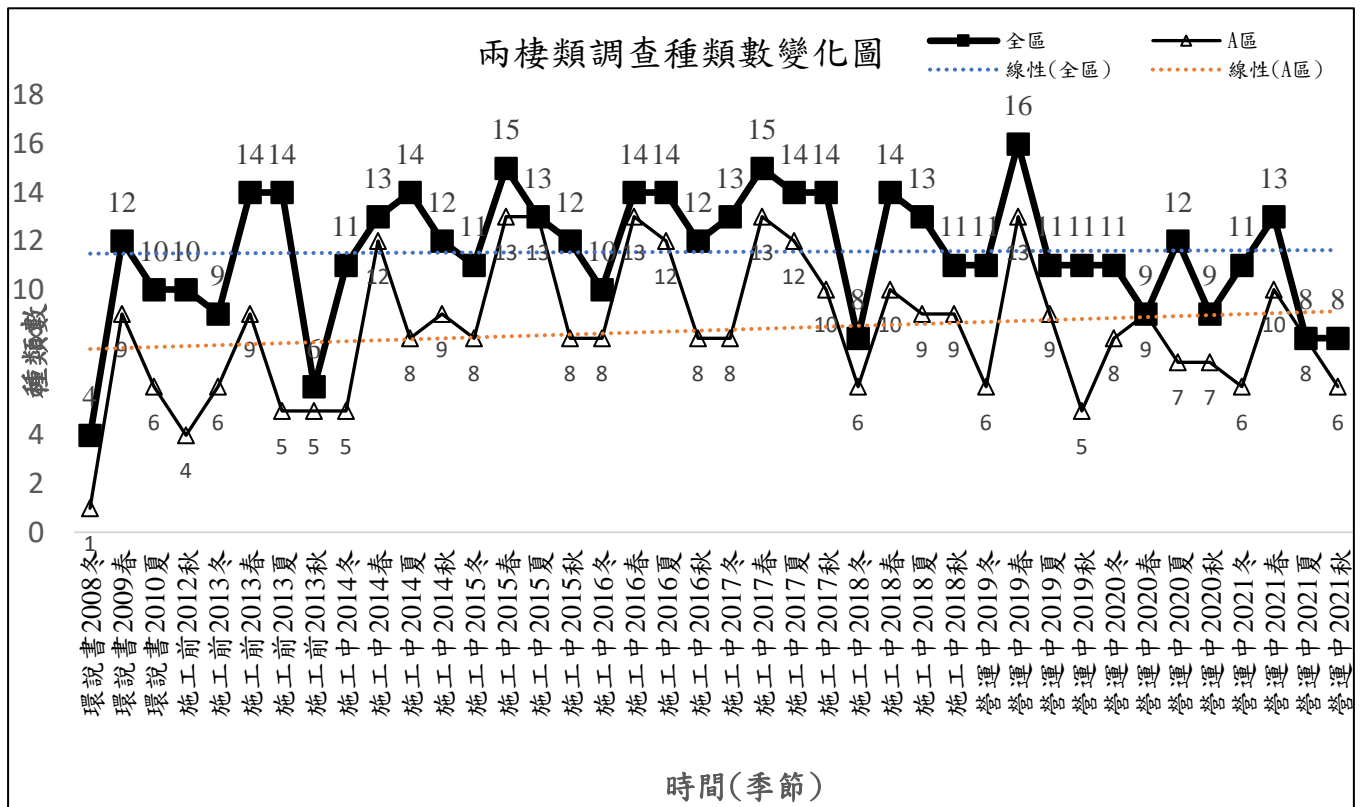 兩棲類調查種類數變化圖
全區
A區
線性(全區)
線性(A區)
種類數
18
16
14
12
10
8
6
4
2
0
4
12
10
10
9
14
14
6
11
13
14
12
11
15
13
12
10
14
14
12
13
15
14
14
8
14
13
11
11
16
11
11
11
9
12
9
11
13
8
8
1
9
6
4
6
9
5
5
5
12
8
9
8
13
13
8
8
13
12
8
8
13
12
10
6
10
9
9
6
13
9
5
8
9
7
7
6
10
8
6
環說書2008冬
環說書2009春
環說書2010夏
施工前2012秋
施工前2013冬
施工前2013春
施工前2013夏
施工前2013秋
施工中2014冬
施工中2014春
施工中2014夏
施工中2014秋
施工中2015冬
施工中2015春
施工中2015夏
施工中2015秋
施工中2016冬
施工中2016春
施工中2016夏
施工中2016秋
施工中2017冬
施工中2017春
施工中2017夏
施工中2017秋
施工中2018冬
施工中2018春
施工中2018夏
施工中2018秋
營運中2019冬
營運中2019春
營運中2019夏
營運中2019秋
營運中2020冬
營運中2020春
營運中2020夏
營運中2020秋
營運中2021冬
營運中2021春
營運中2021夏
營運中2021秋
時間(季節)